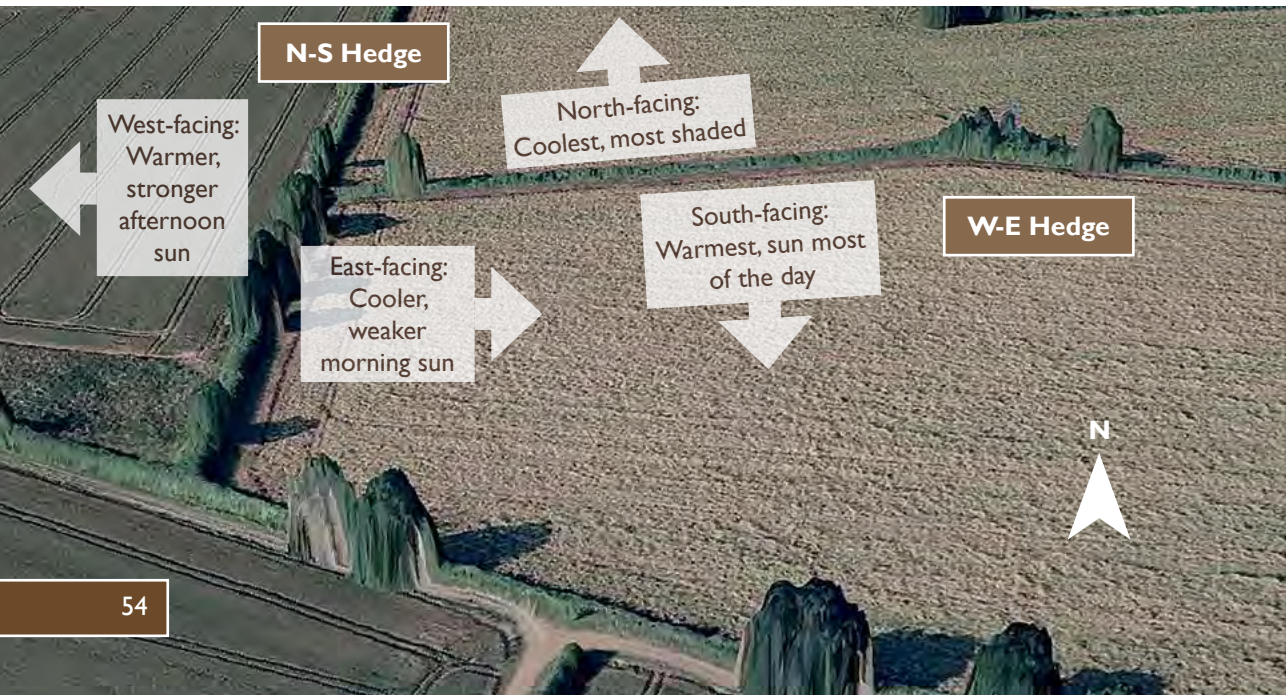 N-S Hedge
North-facing:
Coolest, most shaded
West-facing:
Warmer,
stronger
afternoon
sun
South-facing:
Warmest, sun most
of the day
W-E Hedge
East-facing:
Cooler,
weaker
morning sun
N
54